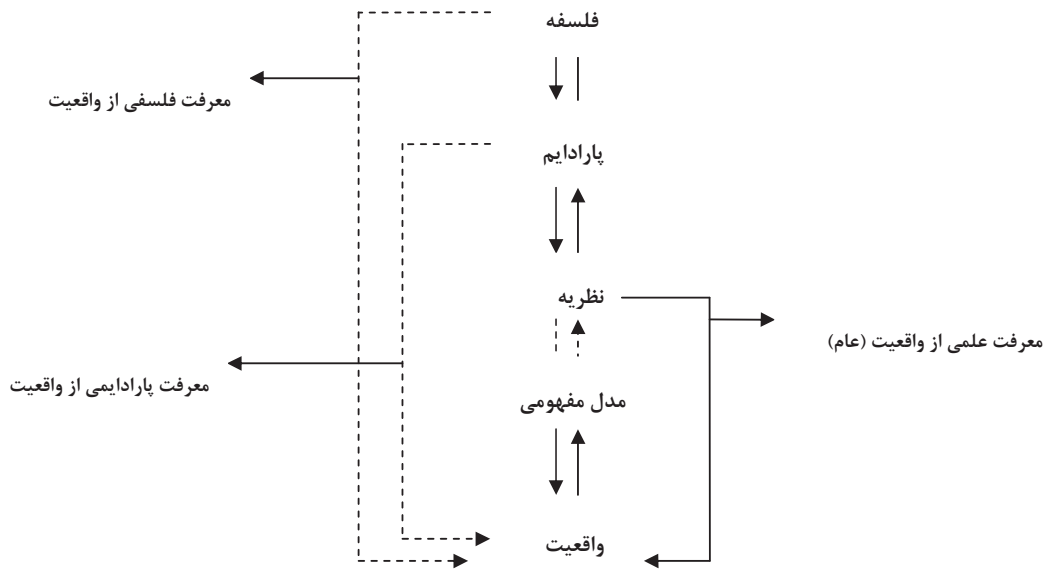 فلسفه
معرفت فلسفی از واقعیت
پارادایم
نظریه
معرفت علمی از واقعیت (عام)
معرفت پارادایمی از واقعیت
مدل مفهومی
واقعیت